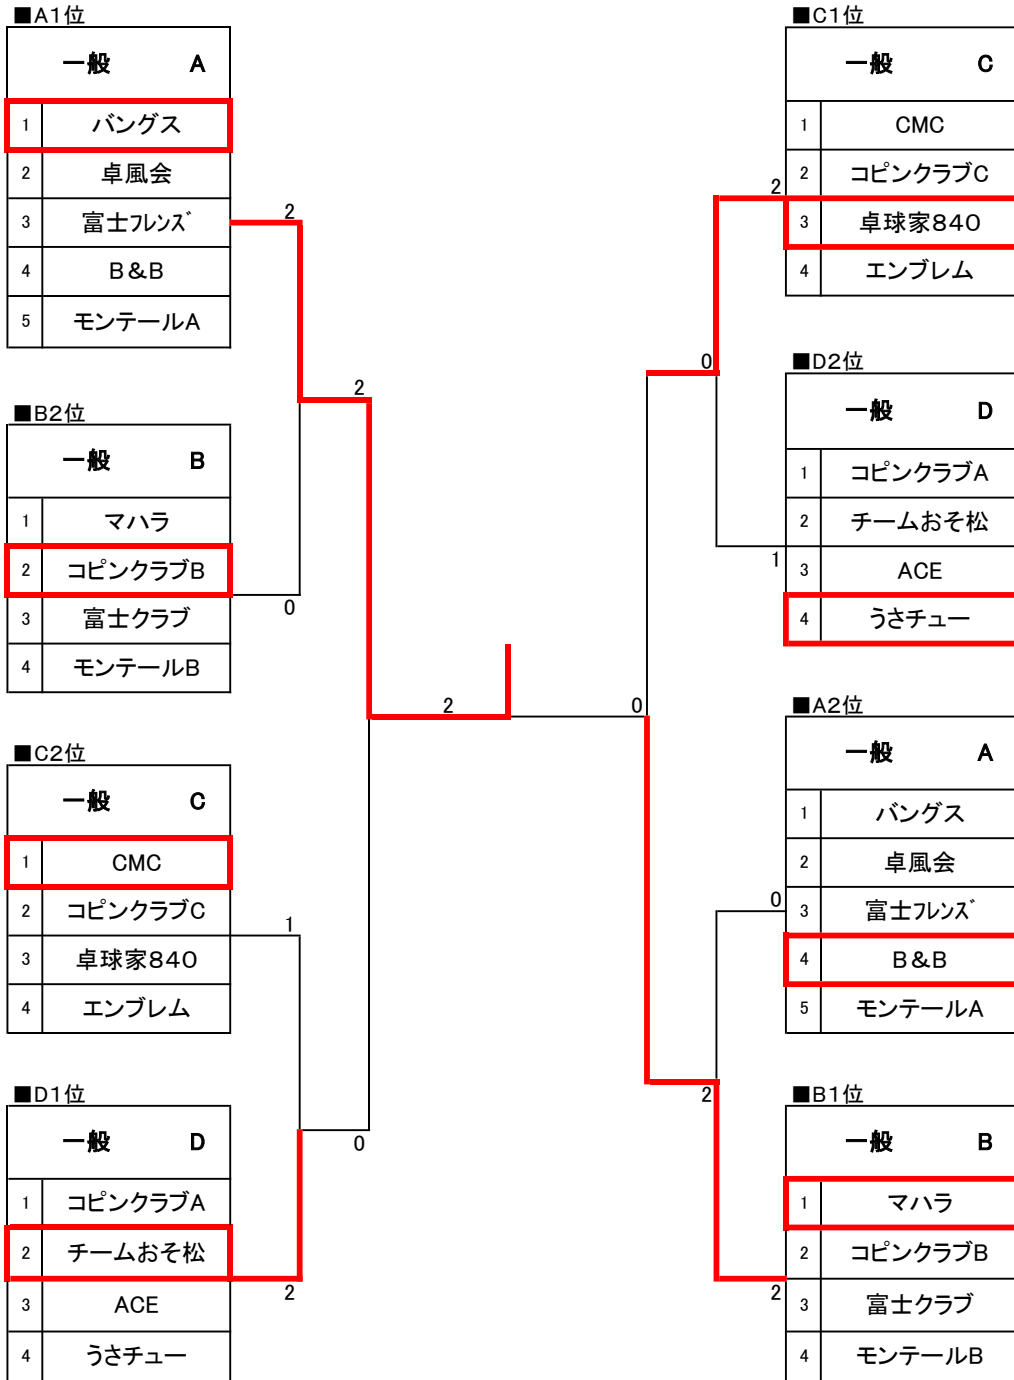 ■A1位
一般 A
1 バングス
2 卓風会
3 富士フレンズ
4 B&B
5 モンテールA
2
2
■B2位
一般 B
1 マハラ
2 コピンクラブB
3 富士クラブ
4 モンテールB
0
2
■C2位
一般 C
1 CMC
2 コピンクラブC
3 卓球家840
4 エンブレム
1
0
■D1位
一般 D
1 コピンクラブA
2 チームおそ松
3 ACE
4 うさチュー
2
■C1位
一般 C
1 CMC
2 コピンクラブC
3 卓球家840
4 エンブレム
2
0
■D2位
一般 D
1 コピンクラブA
2 チームおそ松
3 ACE
4 うさチュー
1
0
■A2位
一般 A
1 バングス
2 卓風会
3 富士フレンズ
4 B&B
5 モンテールA
0
2
■B1位
一般 B
1 マハラ
2 コピンクラブB
3 富士クラブ
4 モンテールB
2